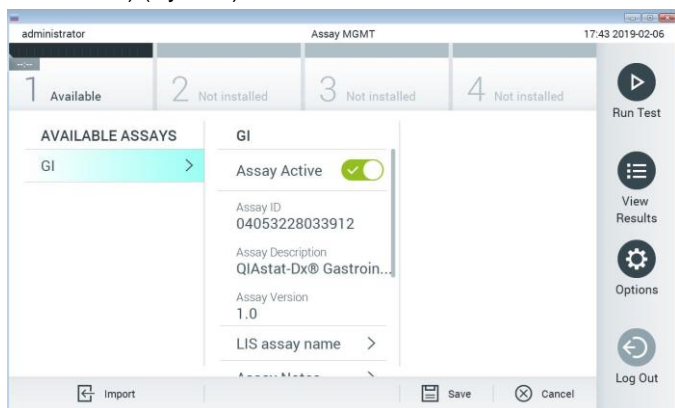 administrator Assay MGMT 17:43 2019-02-06
--:--
1 Available 2 Not installed 3 Not installed 4 Not installed
Run Test
AVAILABLE ASSAYS
GI
GI
Assay Active
Assay ID
04053228033912
Assay Description
QIAstat-Dx® Gastroin...
Assay Version
1.0
LIS assay name
View
Results
Options
Log Out
Import
Save
Cancel